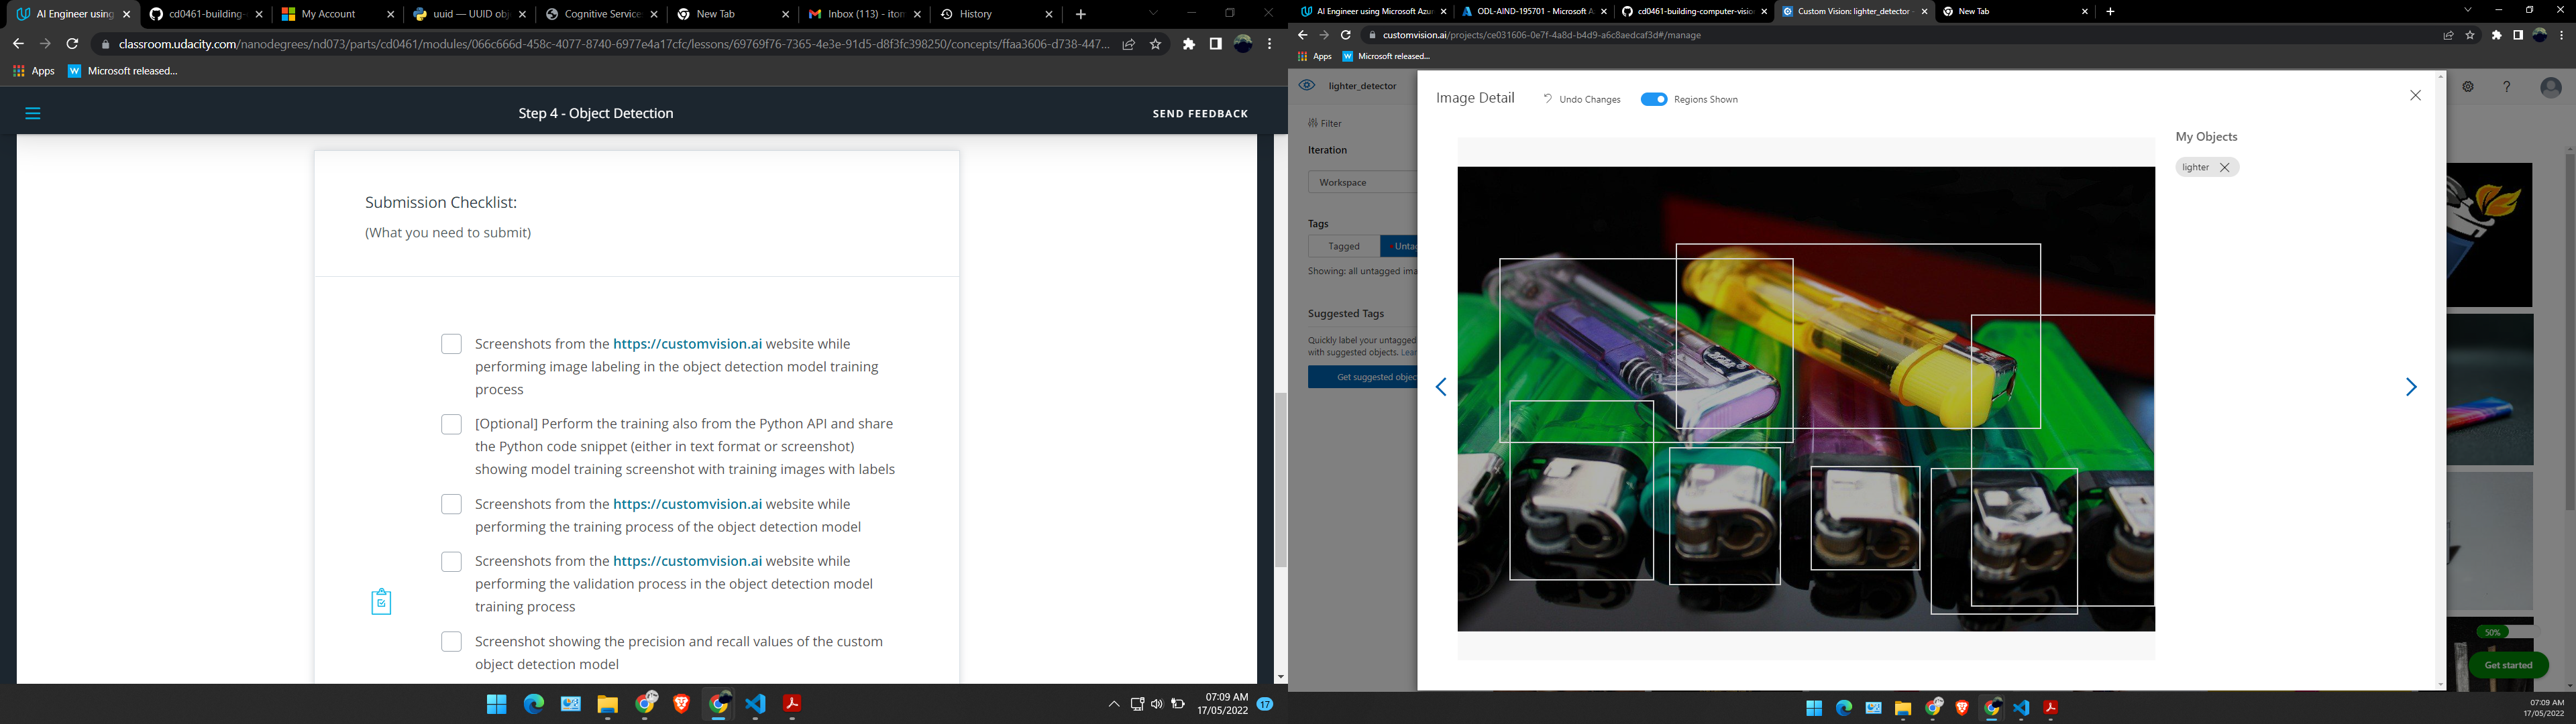 AI Engineer using
cd0461-building-
My Account
uuid — UUID obj
Cognitive Service
New Tab
Inbox (113) - iton
History
classroom.udacity.com/nanodegrees/nd073/parts/cd0461/modules/066c666d-458c-4077-8740-6977e4a17cfc/lessons/69769f76-7365-4e3e-91d5-d8f3fc398250/concepts/ffaa3606-d738-447...
Apps
Microsoft released...
Step 4 - Object Detection
SEND FEEDBACK
Submission Checklist:
(What you need to submit)
Screenshots from the https://customvision.ai website while
performing image labeling in the object detection model training
process
[Optional] Perform the training also from the Python API and share
the Python code snippet (either in text format or screenshot)
showing model training screenshot with training images with labels
Screenshots from the https://customvision.ai website while
performing the training process of the object detection model
Screenshots from the https://customvision.ai website while
performing the validation process in the object detection model
training process
Screenshot showing the precision and recall values of the custom
object detection model
07:09 AM
17/05/2022
17
AI Engineer using Microsoft Azur
ODL-AIND-195701 - Microsoft A
cd0461-building-computer-visio
Custom Vision: lighter_detector -
New Tab
customvision.ai/projects/ce031606-0e7f-4a8d-b4d9-a6c8aedcaf3d#/manage
Apps
Microsoft released...
lighter_detector
Image Detail
Undo Changes
Regions Shown
Filter
My Objects
Iteration
lighter
Workspace
Tags
Tagged
Untag
Showing: all untagged ima
Suggested Tags
Quickly label your untagged
with suggested objects. Lear
Get suggested objec
50%
Get started
07:09 AM
17/05/2022